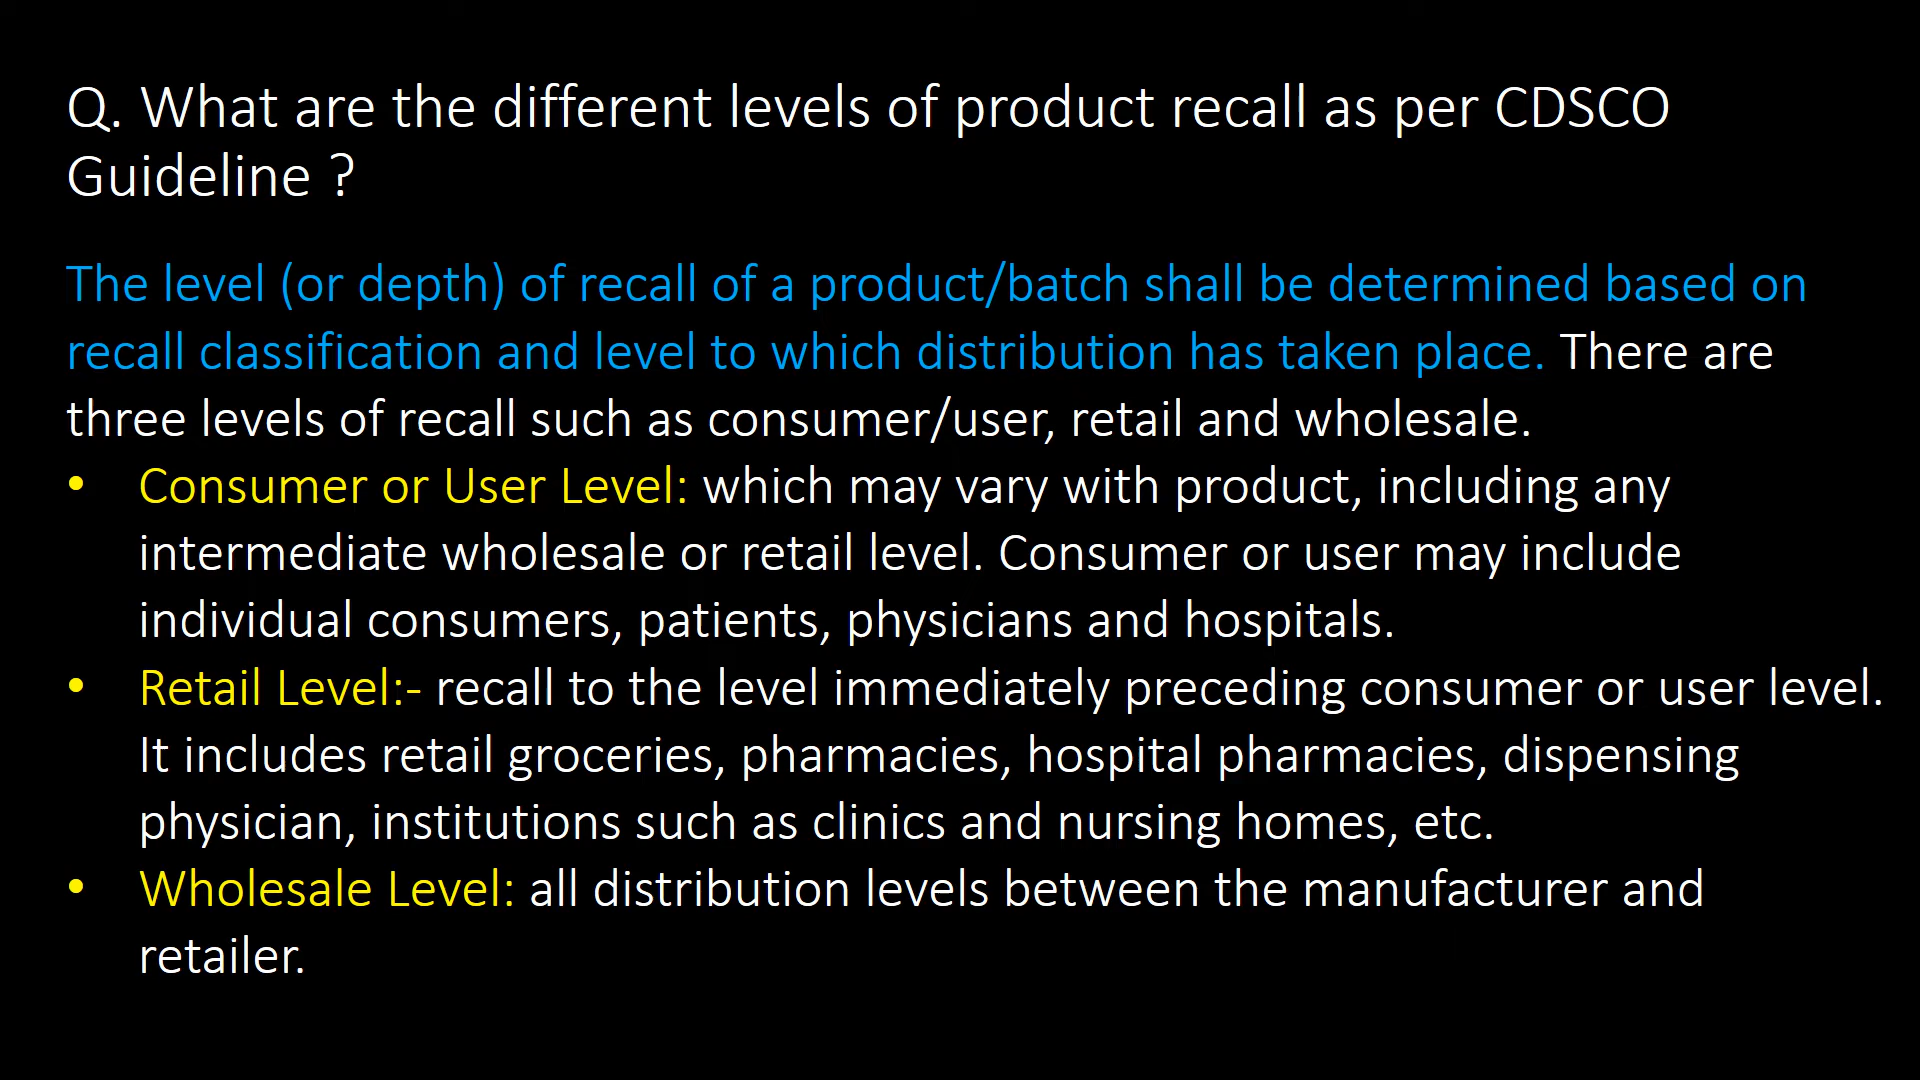 Q. What are the different levels of product recall as per CDSCO
Guideline ?
The level (or depth) of recall of a product/batch shall be determined based on
recall classification and level to which distribution has taken place. There are
three levels of recall such as consumer/user, retail and wholesale.
• Consumer or User Level: which may vary with product, including any
intermediate wholesale or retail level. Consumer or user may include
individual consumers, patients, physicians and hospitals.
• Retail Level:- recall to the level immediately preceding consumer or user level.
It includes retail groceries, pharmacies, hospital pharmacies, dispensing
physician, institutions such as clinics and nursing homes, etc.
• Wholesale Level: all distribution levels between the manufacturer and
retailer.